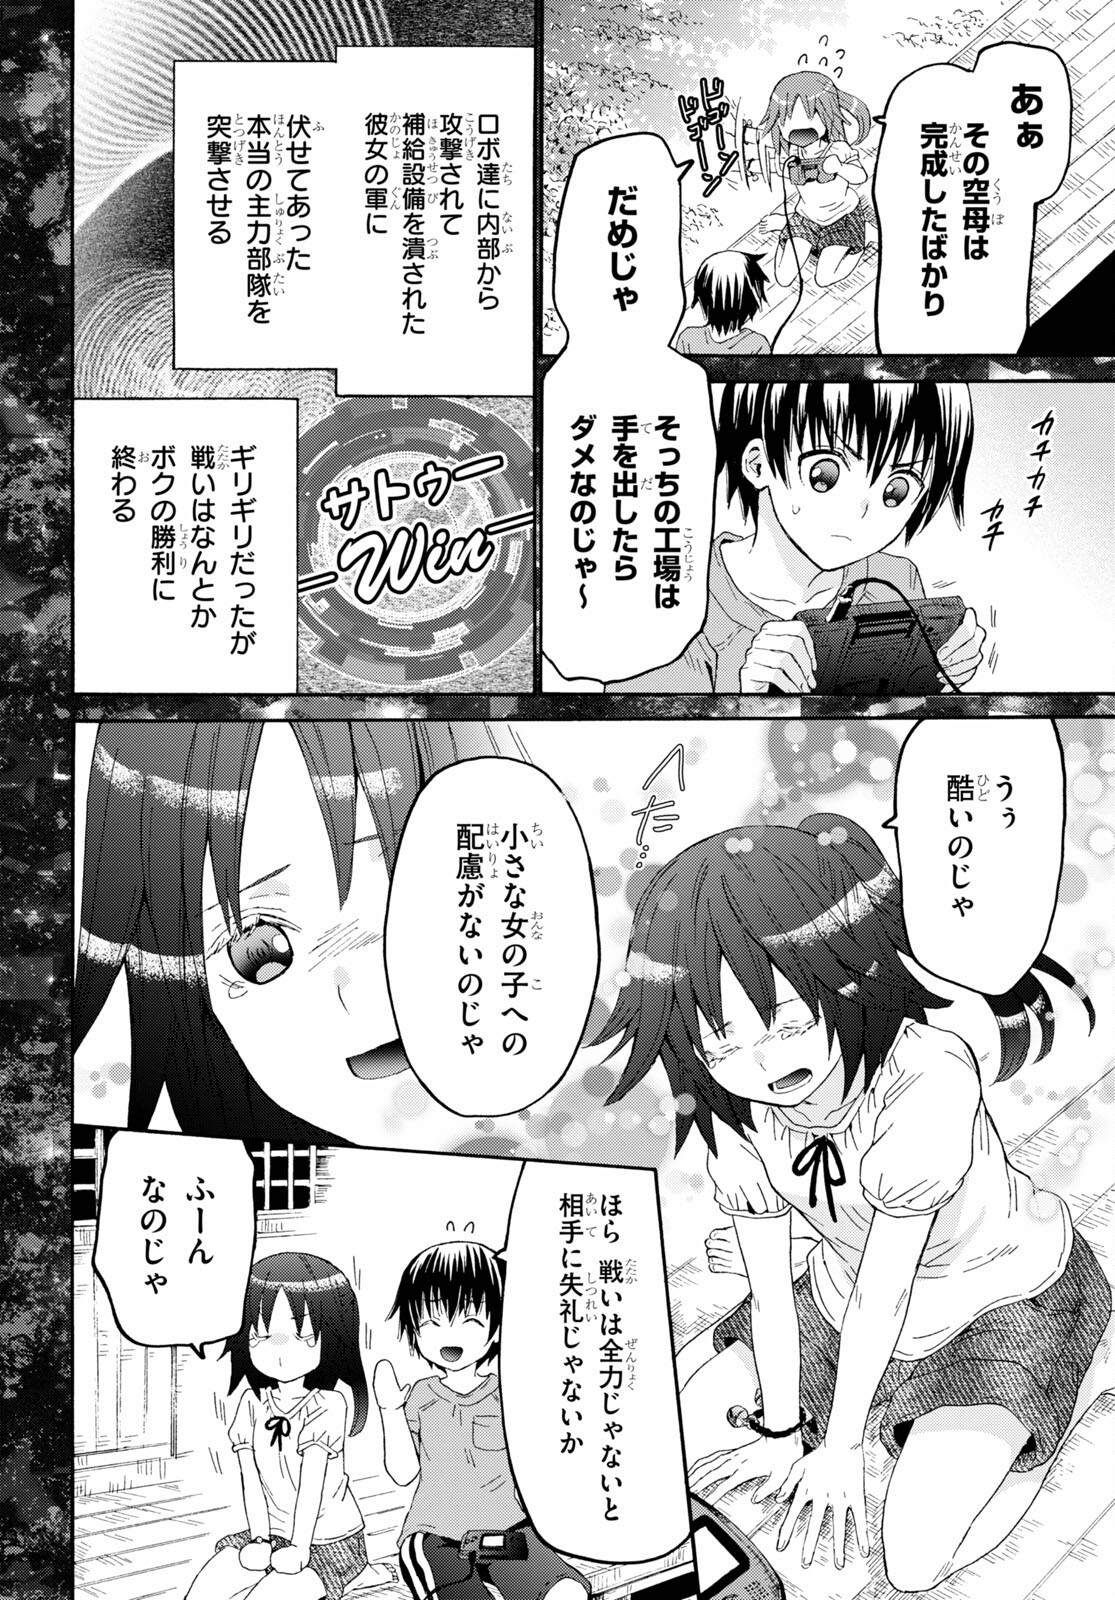 あぁ
その空母は
完成したばかり
ドゴーン
ドゴーン
だめじゃ
そっちの工場は
手を出したら
ダメなのじゃ～
カチカチ
カチ
ロボ達に内部から
攻撃されて
補給設備を潰された
彼女の軍に
伏せてあった
本当の主力部隊を
突撃させる
サトゥー
Win
ギリギリだったが
戦いはなんとか
ボクの勝利に
終わる
うぅ
酷いのじゃ
へた…
小さな女の子への
配慮がないのじゃ
ほら 戦いは全力じゃないと
相手に失礼じゃないか
ふーん
なのじゃ